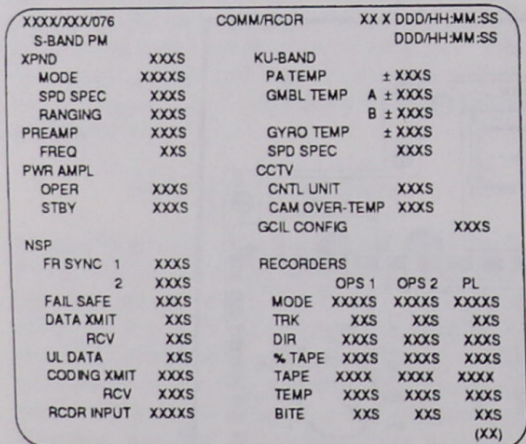 XXXX/XXX/076 COMM/RCDR XX X DDD/HH:MM:SS
S-BAND PM DDD/HH:MM:SS
XPND XXXS KU-BAND
MODE XXXXS PA TEMP ± XXXS
SPD SPEC XXXS GMBL TEMP A ± XXXS
RANGING XXXS B ± XXXS
PREAMP XXXS GYRO TEMP ± XXXS
FREQ XXS SPD SPEC XXXS
PWR AMPL CCTV
OPER XXXS CNTL UNIT XXXS
STBY XXXS CAM OVER-TEMP XXXS
GCIL CONFIG XXXS
NSP
FR SYNC 1 XXXS RECORDERS
2 XXXS OPS 1 OPS 2 PL
FAIL SAFE XXXS MODE XXXXS XXXXS XXXXS
DATA XMIT XXS TRK XXS XXS XXS
RCV XXS DIR XXXS XXXS XXXS
UL DATA XXS % TAPE XXXS XXXS XXXS
CODING XMIT XXXS TAPE XXXX XXXX XXXX
RCV XXXS TEMP XXXS XXXS XXXS
RCDR INPUT XXXXS BITE XXS XXS XXS
(XX)